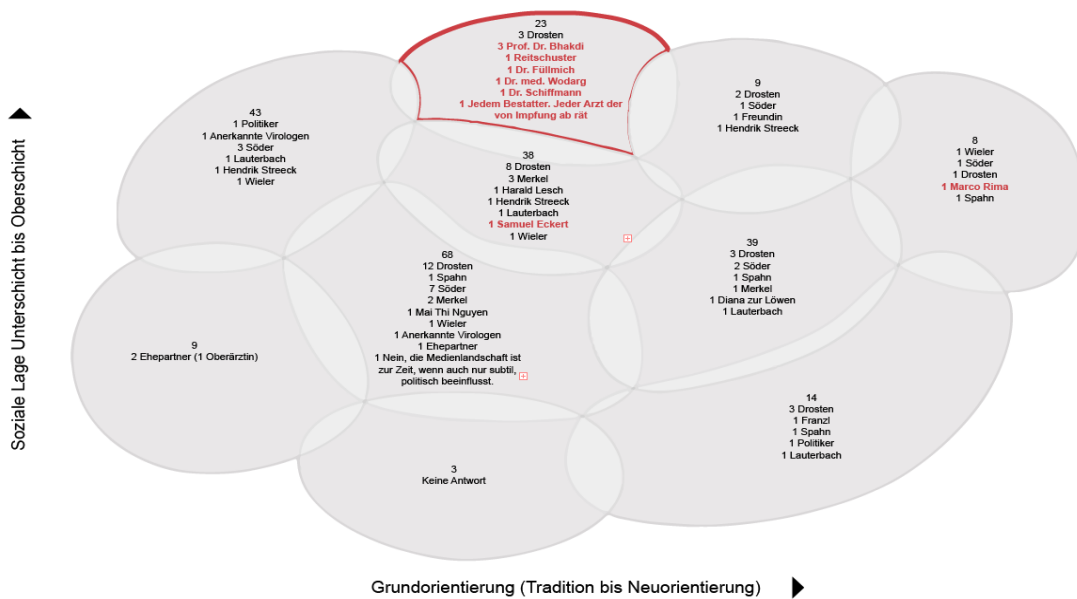 23
3 Drosten
3 Prof. Dr. Bhakdi
1 Reitschuster
1 Dr. Füllmich
1 Dr. med. Wodarg
1 Dr. Schiffmann
1 Jedem Bestatter. Jeder Arzt der
von Impfung ab rät
43
1 Politiker
1 Anerkannte Virologen
3 Söder
1 Lauterbach
1 Hendrik Streeck
1 Wieler
9
2 Drosten
1 Söder
1 Freundin
1 Hendrik Streeck
8
1 Wieler
1 Söder
1 Drosten
1 Marco Rima
1 Spahn
38
8 Drosten
3 Merkel
1 Harald Lesch
1 Hendrik Streeck
1 Lauterbach
1 Samuel Eckert
1 Wieler
68
12 Drosten
1 Spahn
7 Söder
2 Merkel
1 Mai Thi Nguyen
1 Wieler
1 Anerkannte Virologen
1 Ehepartner
1 Nein, die Medienlandschaft ist
zur Zeit, wenn auch nur subtil,
politisch beeinflusst.
39
3 Drosten
2 Söder
1 Spahn
1 Merkel
1 Diana zur Löwen
1 Lauterbach
9
2 Ehepartner (1 Oberärztin)
14
3 Drosten
1 Franzl
1 Spahn
1 Politiker
1 Lauterbach
3
Keine Antwort
Soziale Lage Unterschicht bis Oberschicht
Grundorientierung (Tradition bis Neuorientierung)